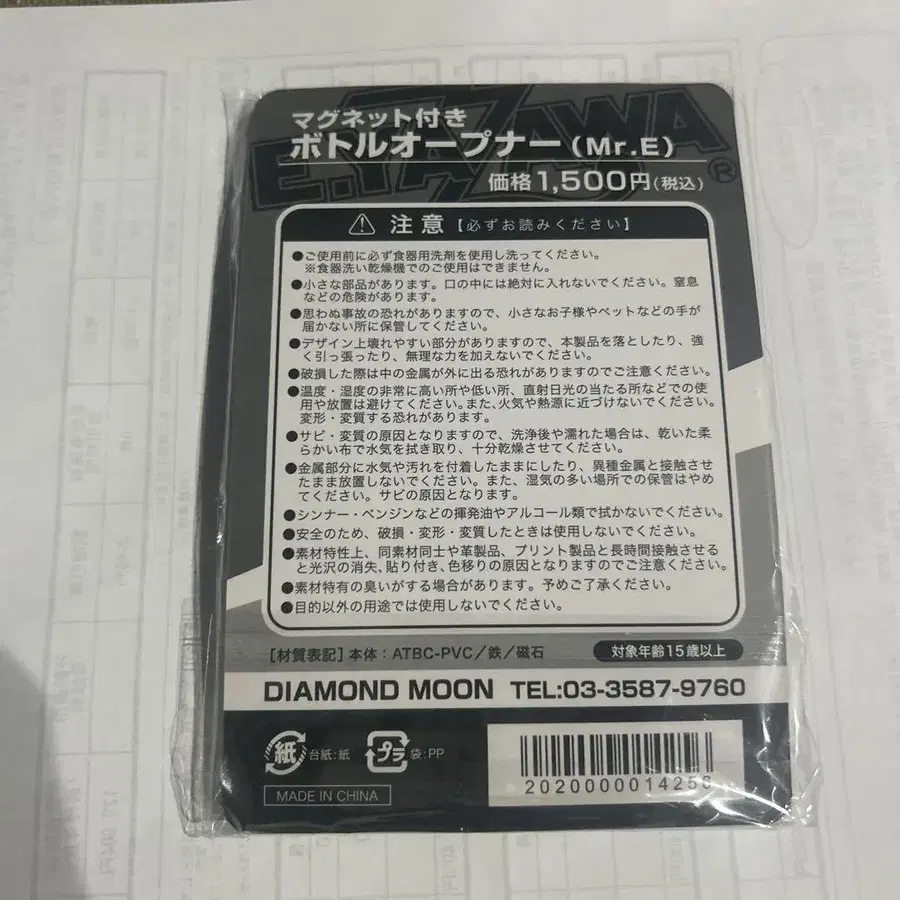 E.YAZAWA®
マグネット付き
ボトルオープナー(Mr.E)
価格1,500円(税込)
注意【必ずお読みください】
●ご使用前に必ず食器用洗剤を使用し洗ってください。
※食器洗い乾燥機でのご使用はできません。
●小さな部品があります。口の中には絶対に入れないでください。窒息
などの危険があります。
●思わぬ事故の恐れがありますので、小さなお子様やペットなどの手が
届かない所に保管してください。
●デザイン上壊れやすい部分がありますので、本製品を落としたり、強
く引っ張ったり、無理な力を加えないでください。
●破損した際は中の金属が外に出る恐れがありますのでご注意ください。
●温度・湿度の非常に高い所や低い所、直射日光の当たる所などでの使
用や放置は避けてください。また、火気や熱源に近づけないでください。
変形・変質する恐れがあります。
●サビ・変質の原因となりますので、洗浄後や濡れた場合は、乾いた柔
らかい布で水気を拭き取り、十分乾燥させてください。
●金属部分に水気や汚れを付着したままにしたり、異種金属と接触させ
たまま放置しないでください。また、湿気の多い場所での保管はやめ
てください。サビの原因となります。
●シンナー・ベンジンなどの揮発油やアルコール類で拭かないでください。
●安全のため、破損・変形・変質したときは使用しないでください。
●素材特性上、同素材同士や革製品、プリント製品と長時間接触させる
と光沢の消失、貼り付き、色移りの原因となりますのでご注意ください。
●素材特有の臭いがする場合があります。予めご了承ください。
●目的以外の用途では使用しないでください。
[材質表記]本体:ATBC-PVC/鉄/磁石
対象年齢15歳以上
DIAMOND MOON TEL:03-3587-9760
紙 台紙:紙 プラ 袋:PP
MADE IN CHINA
2020000014258